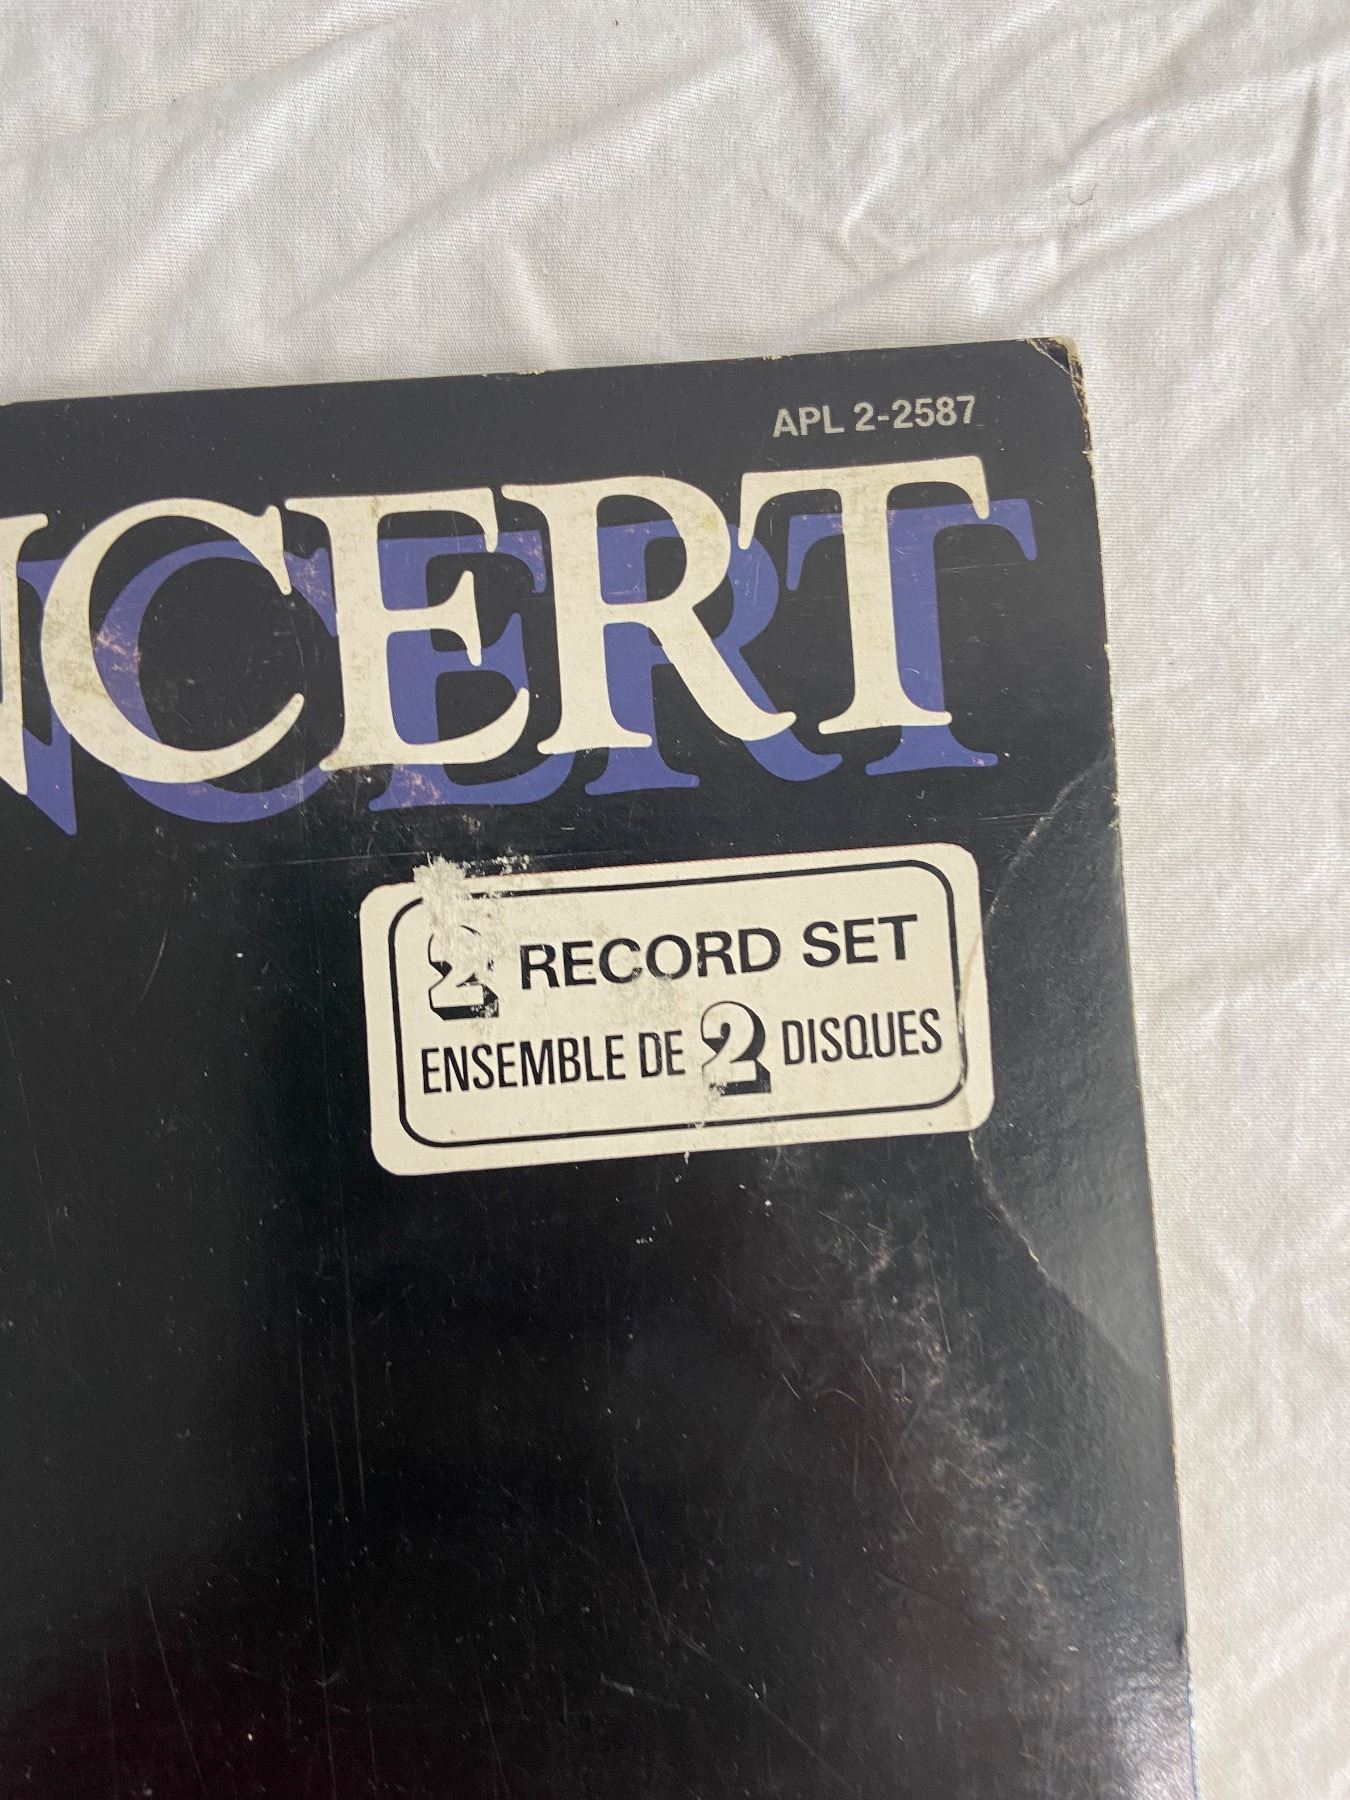 APL 2-2587
NCERT
2 RECORD SET
ENSEMBLE DE 2 DISQUES